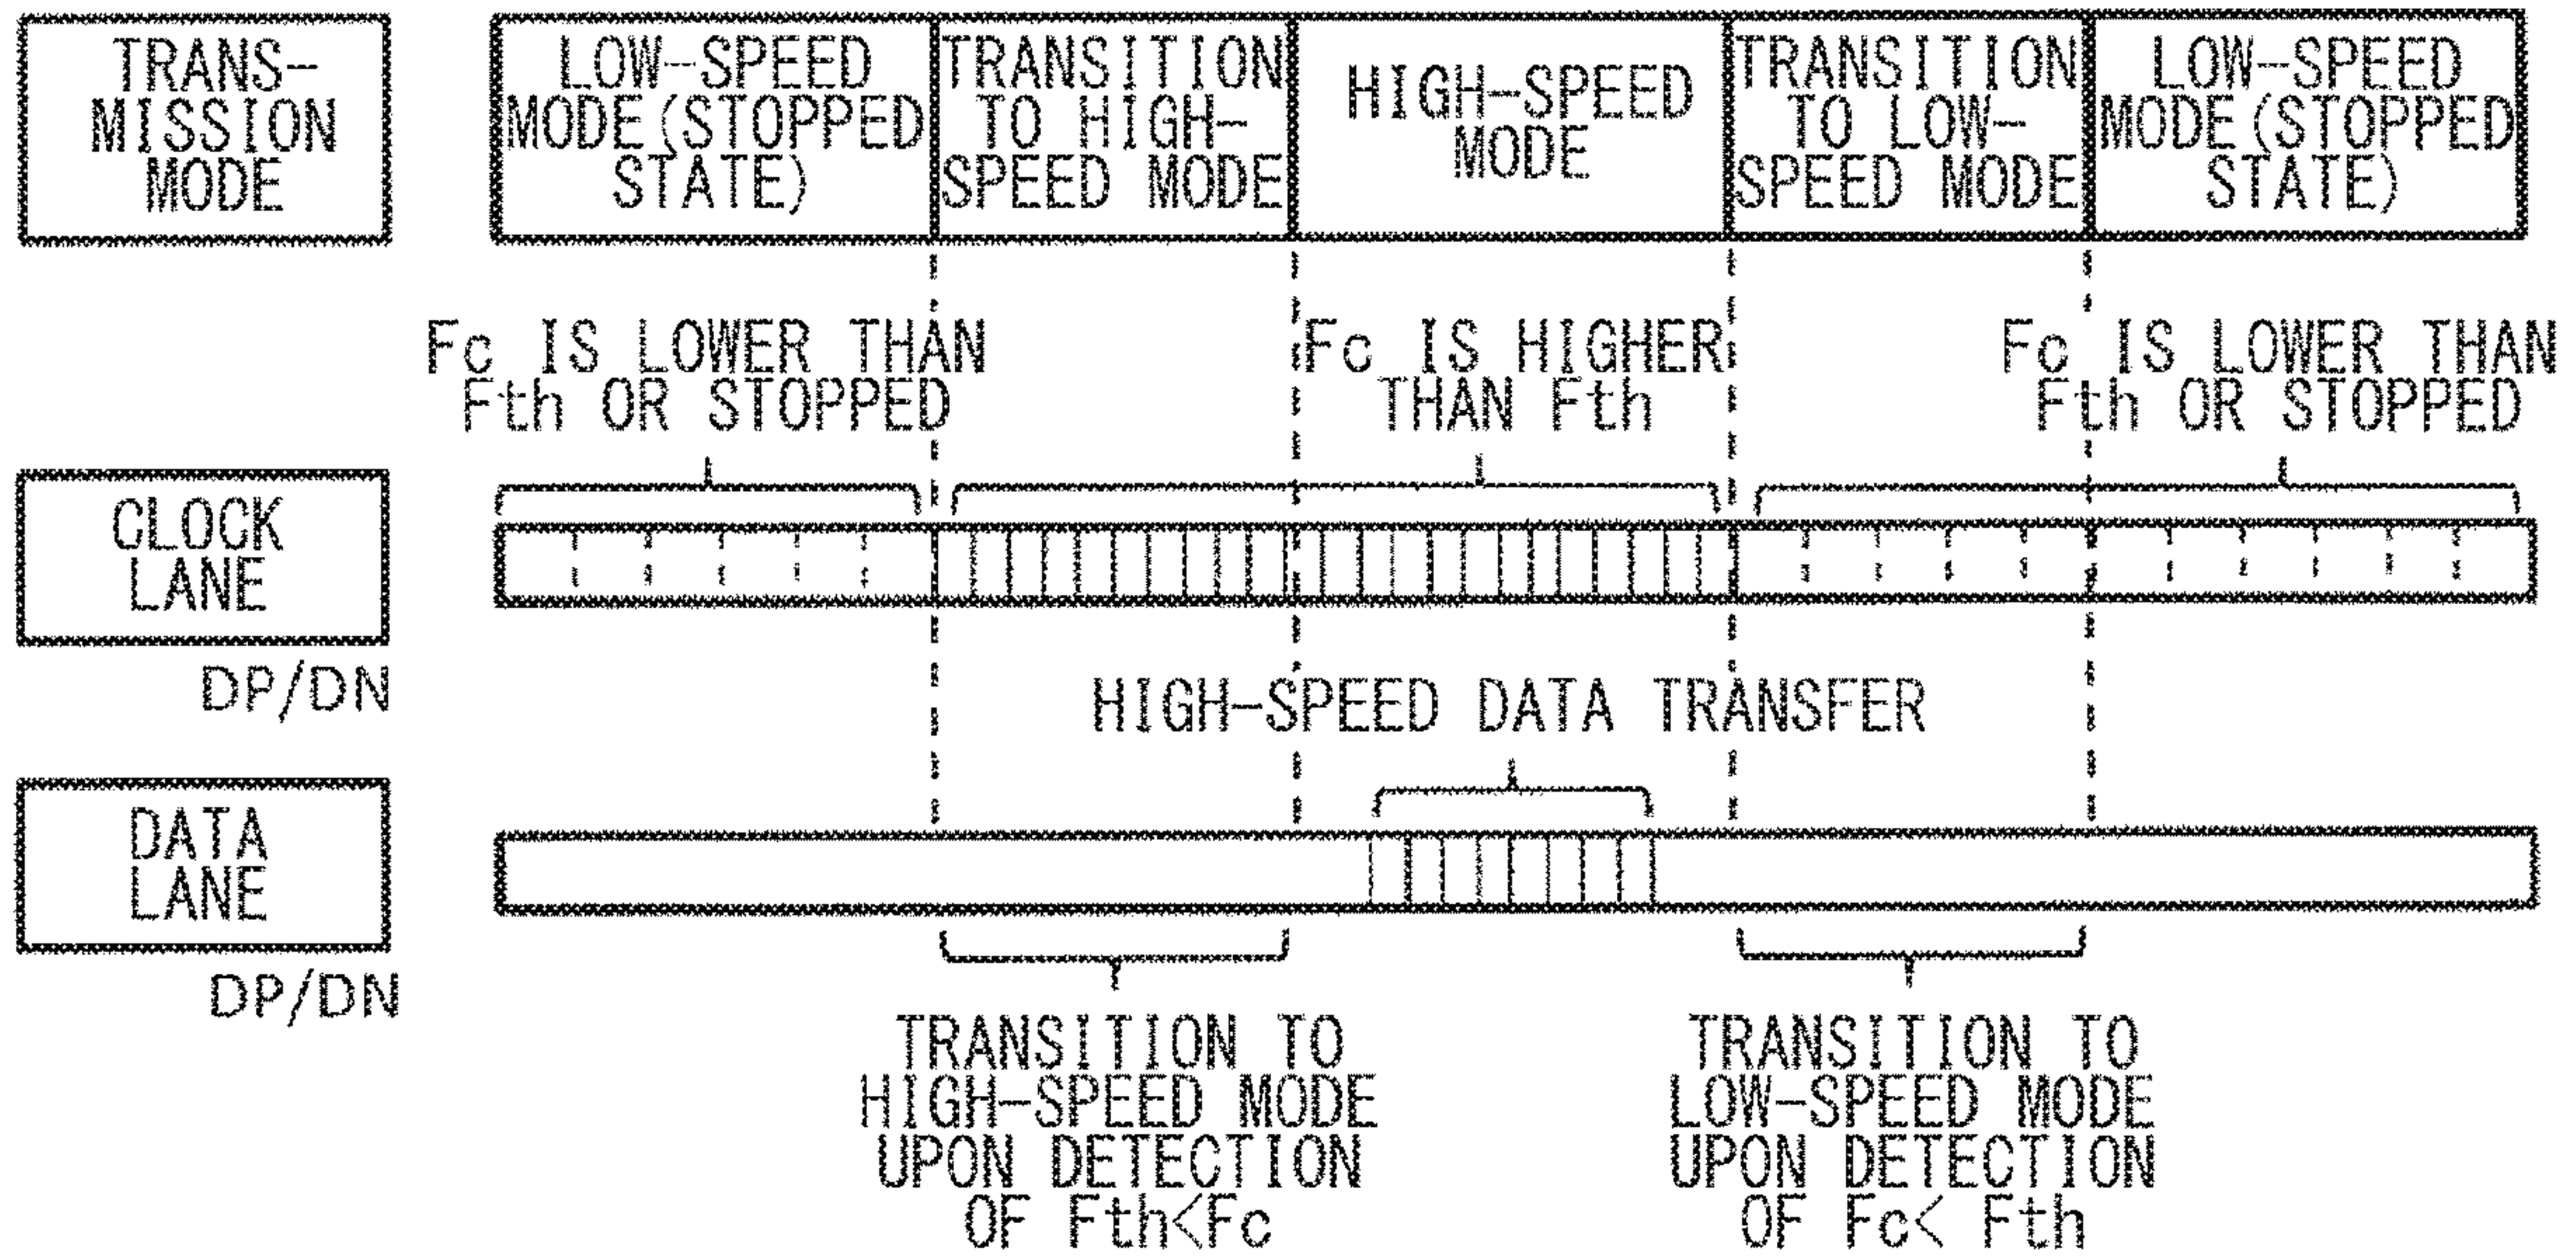 TRANS-
MISSION
MODE
LOW-SPEED
MODE(STOPPED
STATE)
TRANSITION
TO HIGH-
SPEED MODE
HIGH-SPEED
MODE
TRANSITION
TO LOW-
SPEED MODE
LOW-SPEED
MODE(STOPPED
STATE)
Fc IS LOWER THAN
Fth OR STOPPED
Fc IS HIGHER
THAN Fth
Fc IS LOWER THAN
Fth OR STOPPED
CLOCK
LANE
DP/DN
HIGH-SPEED DATA TRANSFER
DATA
LANE
DP/DN
TRANSITION TO
HIGH-SPEED MODE
UPON DETECTION
OF Fth<Fc
TRANSITION TO
LOW-SPEED MODE
UPON DETECTION
OF Fc< Fth